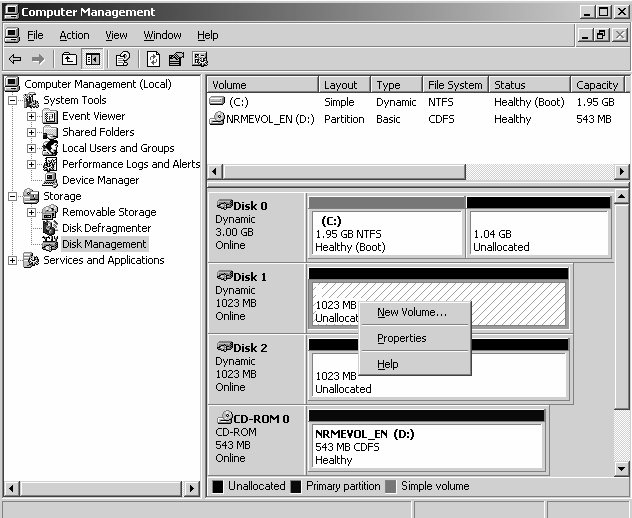 Computer Management
File Action View Window Help
Computer Management (Local)
System Tools
Event Viewer
Shared Folders
Local Users and Groups
Performance Logs and Alerts
Device Manager
Storage
Removable Storage
Disk Defragmenter
Disk Management
Services and Applications
Volume Layout Type File System Status Capacity
(C:) Simple Dynamic NTFS Healthy (Boot) 1.95 GB
NRMEVOL_EN (D:) Partition Basic CDFS Healthy 543 MB
Disk 0
Dynamic
3.00 GB
Online
(C:)
1.95 GB NTFS
Healthy (Boot)
1.04 GB
Unallocated
Disk 1
Dynamic
1023 MB
Online
1023 MB
Unallocat
New Volume...
Properties
Help
Disk 2
Dynamic
1023 MB
Online
1023 MB
Unallocated
CD-ROM 0
CD-ROM
543 MB
Online
NRMEVOL_EN (D:)
543 MB CDFS
Healthy
Unallocated Primary partition Simple volume